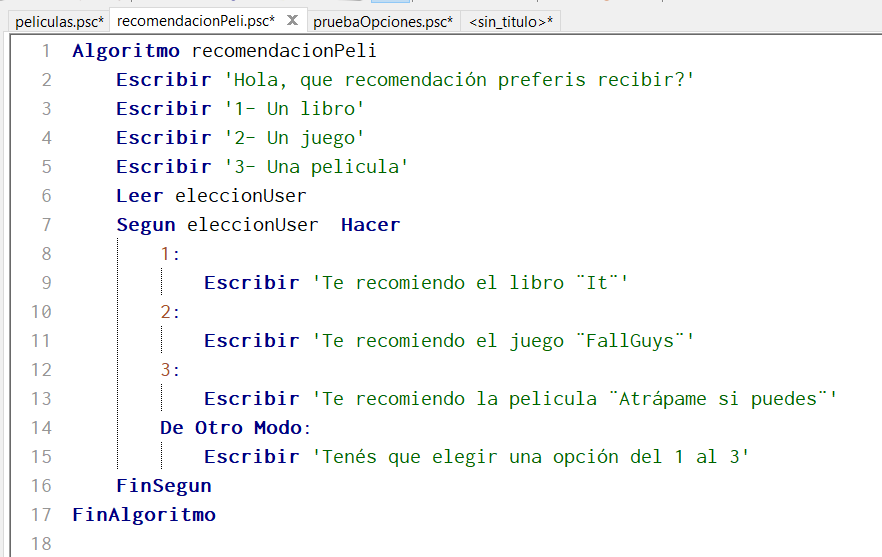 peliculas.psc* recomendacionPeli.psc* X pruebaOpciones.psc* <sin_titulo>*
1 Algoritmo recomendacionPeli
2 Escribir 'Hola, que recomendación preferis recibir?'
3 Escribir '1- Un libro'
4 Escribir '2- Un juego'
5 Escribir '3- Una pelicula'
6 Leer eleccionUser
7 Segun eleccionUser  Hacer
8 1:
9 Escribir 'Te recomiendo el libro ¨It¨'
10 2:
11 Escribir 'Te recomiendo el juego ¨FallGuys¨'
12 3:
13 Escribir 'Te recomiendo la pelicula ¨Atrápame si puedes¨'
14 De Otro Modo:
15 Escribir 'Tenés que elegir una opción del 1 al 3'
16 FinSegun
17 FinAlgoritmo
18